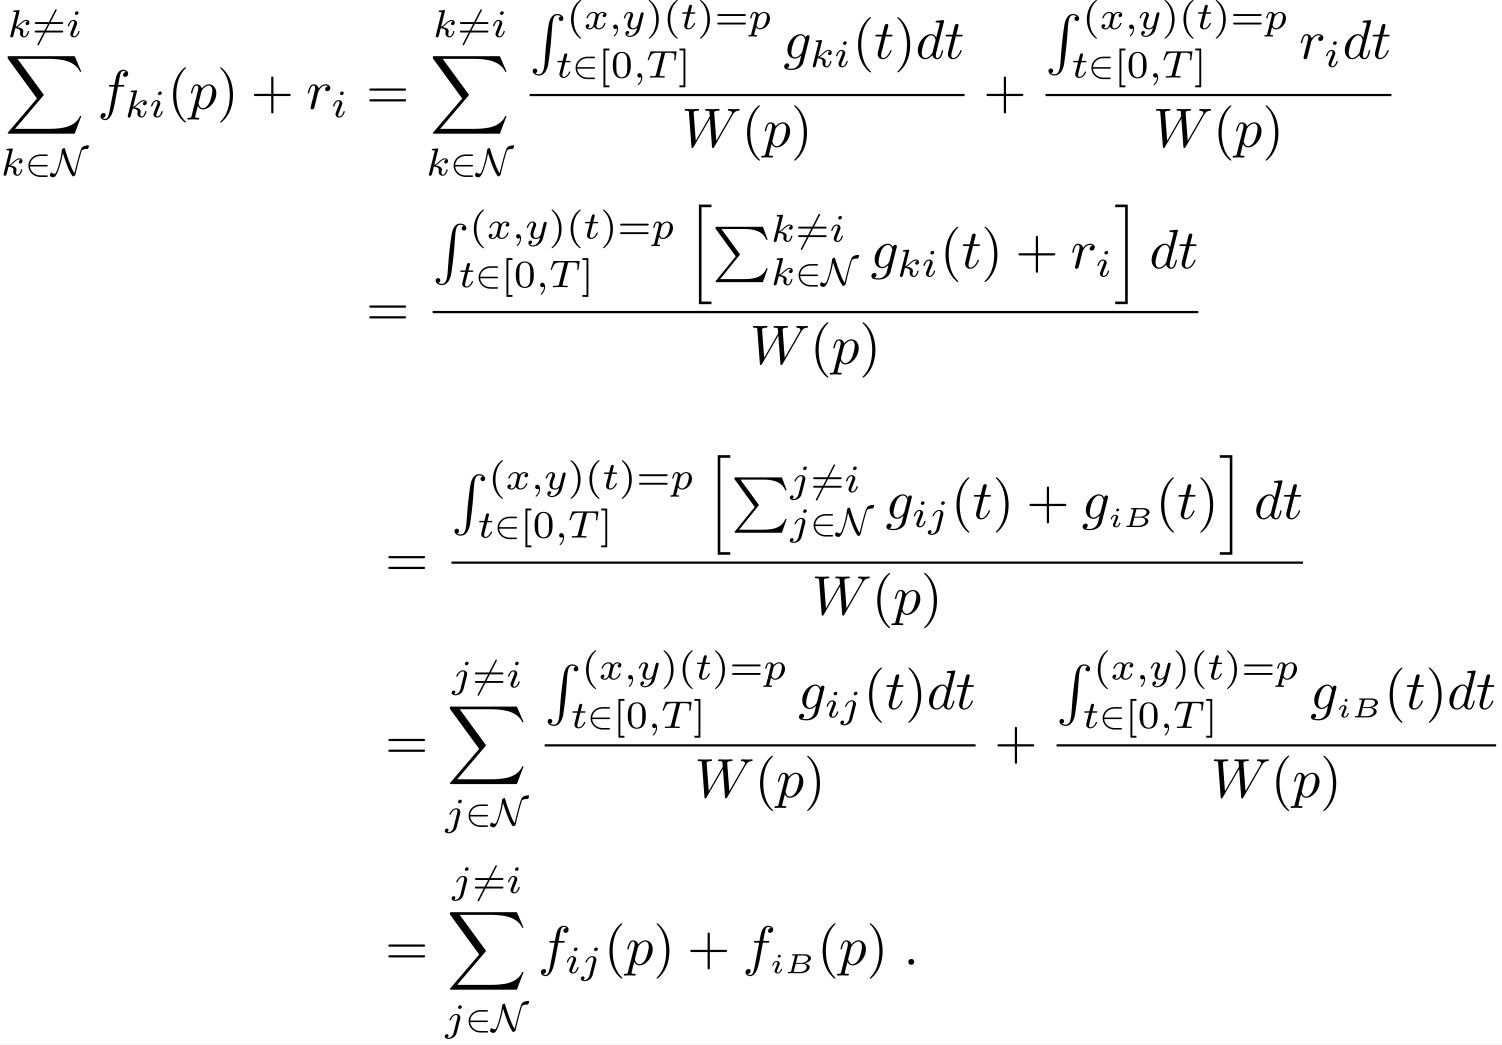 \sum_{k \in \mathcal{N}}^{k \neq i} f_{ki}(p) + r_i = \sum_{k \in \mathcal{N}}^{k \neq i} \frac{\int_{t \in [0,T]}^{(x,y)(t)=p} g_{ki}(t)dt}{W(p)} + \frac{\int_{t \in [0,T]}^{(x,y)(t)=p} r_i dt}{W(p)}
= \frac{\int_{t \in [0,T]}^{(x,y)(t)=p} \left[ \sum_{k \in \mathcal{N}}^{k \neq i} g_{ki}(t) + r_i \right] dt}{W(p)}
= \frac{\int_{t \in [0,T]}^{(x,y)(t)=p} \left[ \sum_{j \in \mathcal{N}}^{j \neq i} g_{ij}(t) + g_{iB}(t) \right] dt}{W(p)}
= \sum_{j \in \mathcal{N}}^{j \neq i} \frac{\int_{t \in [0,T]}^{(x,y)(t)=p} g_{ij}(t)dt}{W(p)} + \frac{\int_{t \in [0,T]}^{(x,y)(t)=p} g_{iB}(t)dt}{W(p)}
= \sum_{j \in \mathcal{N}}^{j \neq i} f_{ij}(p) + f_{iB}(p) .